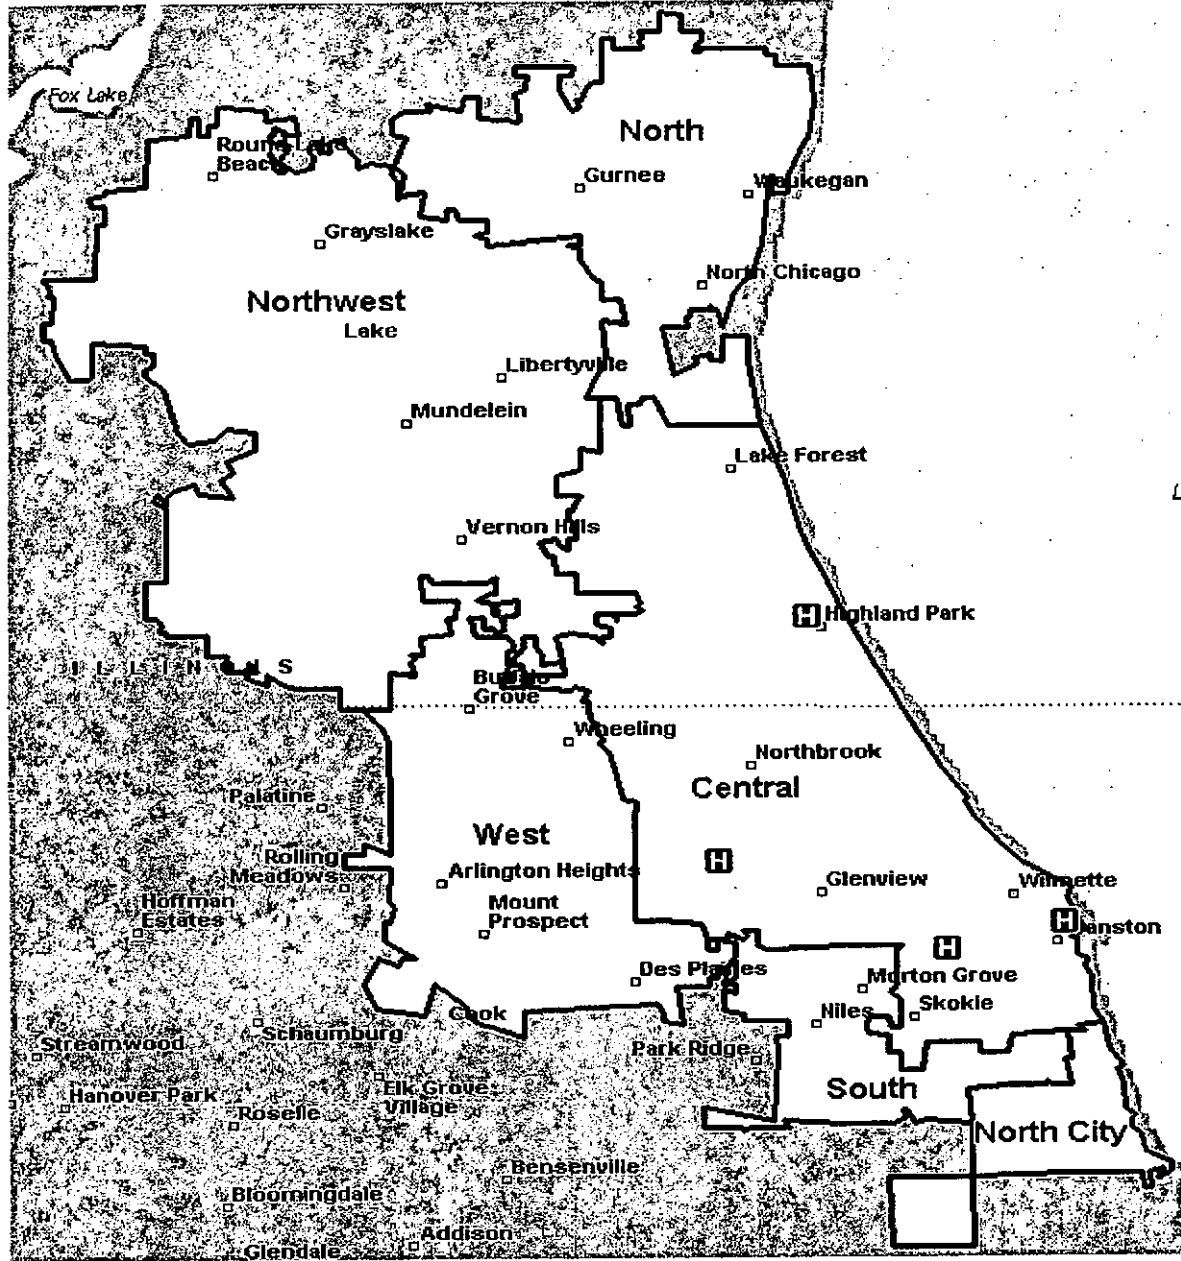 Fox Lake
North
Round Lake
Beach
Gurnee
Waukegan
Grayslake
North Chicago
Northwest
Lake
Libertyville
Mundelein
Lake Forest
Vernon Hills
H
Highland Park
ILLINOIS
Buffalo
Grove
Wheeling
Northbrook
Central
Palatine
West
Rolling
Meadows
H
Arlington Heights
Glenview
Wilmette
Hoffman
Estates
Mount
Prospect
H
anston
H
Des Plaines
Morton Grove
Cook
Niles
Skokie
Schaumburg
Streamwood
Park Ridge
Hanover Park
Elk Grove
Village
South
Roselle
North City
Bensenville
Bloomingdale
Addison
Glendale